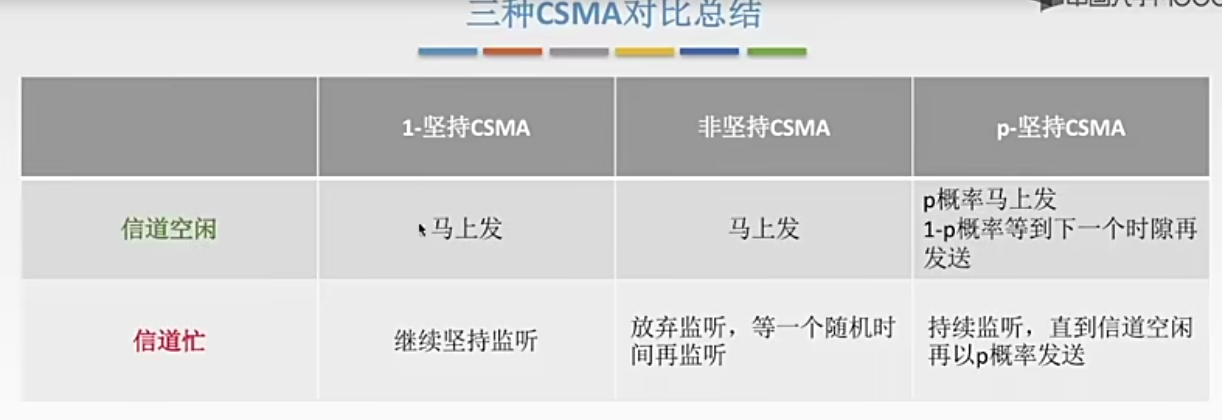 三种CSMA对比总结
1-坚持CSMA
非坚持CSMA
p-坚持CSMA
信道空闲
马上发
马上发
p概率马上发
1-p概率等到下一个时隙再
发送
信道忙
继续坚持监听
放弃监听，等一个随机时
间再监听
持续监听，直到信道空闲
再以p概率发送